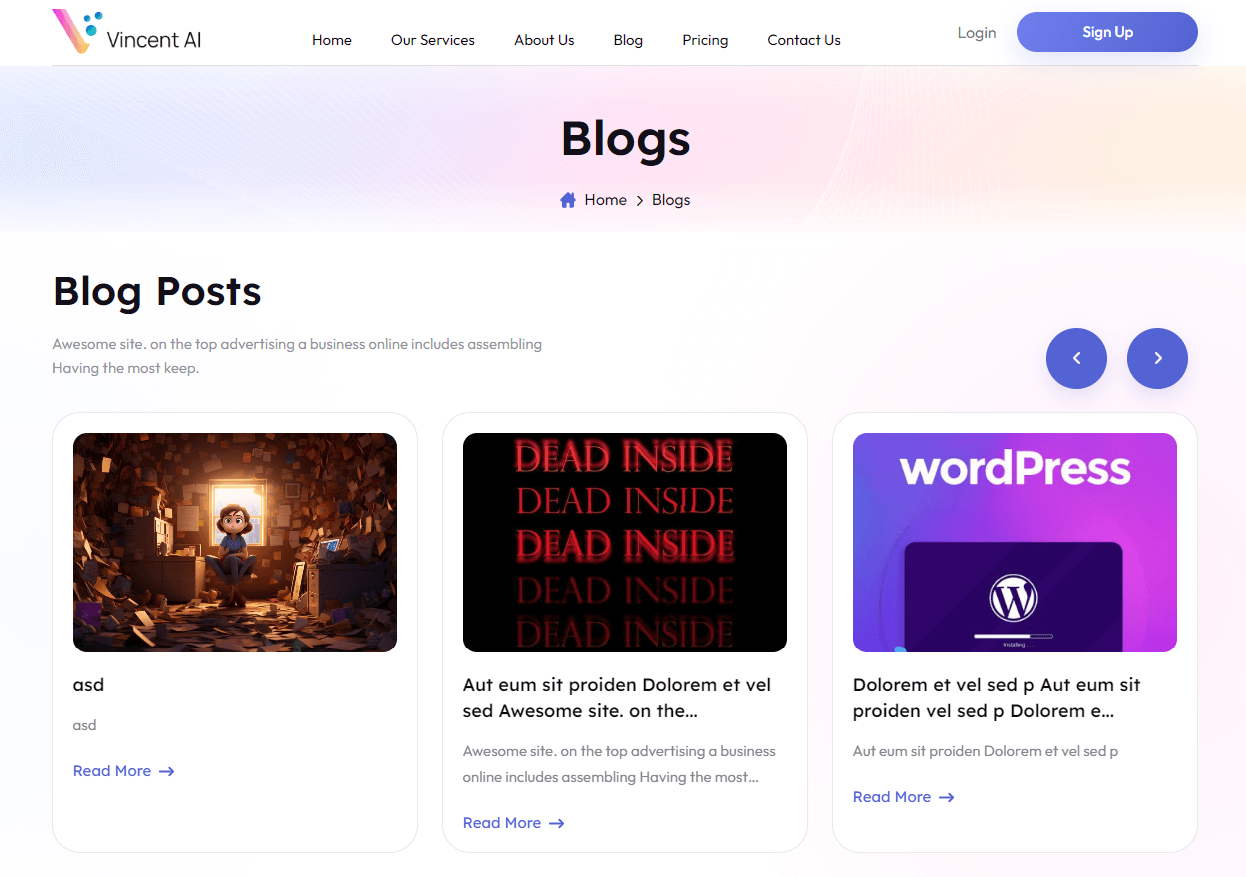 Vincent AI
Home
Our Services
About Us
Blog
Pricing
Contact Us
Login
Sign Up
Blogs
Home
Blogs
Blog Posts
Awesome site. on the top advertising a business online includes assembling
Having the most keep.
DEAD INSIDE
DEAD INSIDE
DEAD INSIDE
DEAD INSIDE
DEAD INSIDE
wordPress
Installing . . .
asd
asd
Read More
Aut eum sit proiden Dolorem et vel
sed Awesome site. on the...
Awesome site. on the top advertising a business
online includes assembling Having the most...
Read More
Dolorem et vel sed p Aut eum sit
proiden vel sed p Dolorem e...
Aut eum sit proiden Dolorem et vel sed p
Read More